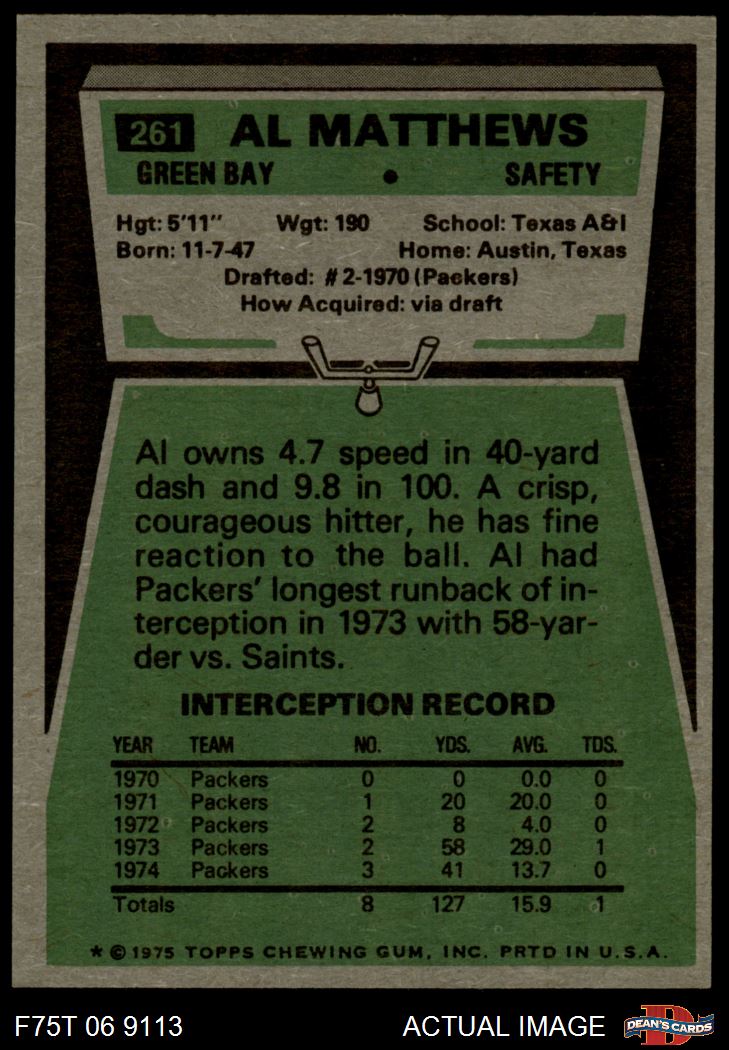 261 AL MATTHEWS
GREEN BAY • SAFETY
Hgt: 5'11" Wgt: 190 School: Texas A&I
Born: 11-7-47 Home: Austin, Texas
Drafted: #2-1970 (Packers)
How Acquired: via draft
Al owns 4.7 speed in 40-yard
dash and 9.8 in 100. A crisp,
courageous hitter, he has fine
reaction to the ball. Al had
Packers' longest runback of in-
terception in 1973 with 58-yar-
der vs. Saints.
INTERCEPTION RECORD
YEAR TEAM NO. YDS. AVG. TDS.
1970 Packers 0 0 0.0 0
1971 Packers 1 20 20.0 0
1972 Packers 2 8 4.0 0
1973 Packers 2 58 29.0 1
1974 Packers 3 41 13.7 0
Totals 8 127 15.9 1
* © 1975 TOPPS CHEWING GUM, INC. PRTD IN U.S.A.
F75T 06 9113 ACTUAL IMAGE D DEAN'S CARDS